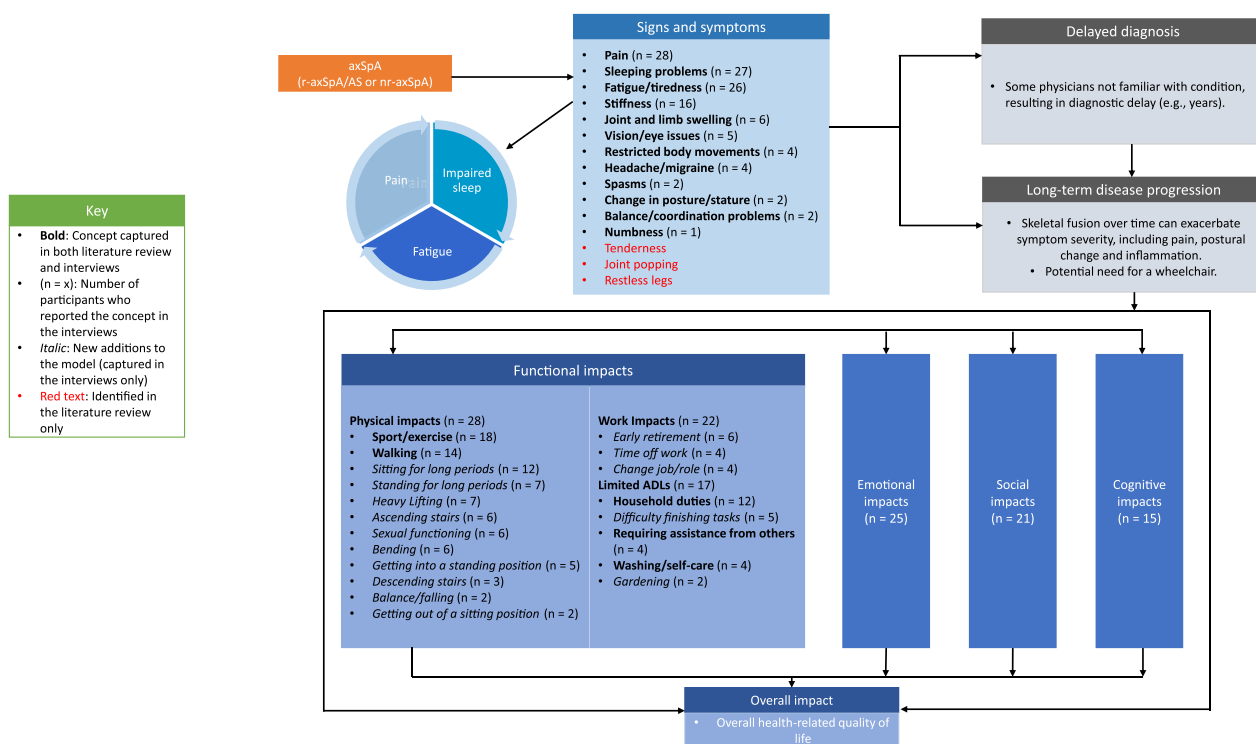 Signs and symptoms
• Pain (n = 28)
• Sleeping problems (n = 27)
• Fatigue/tiredness (n = 26)
• Stiffness (n = 16)
• Joint and limb swelling (n = 6)
• Vision/eye issues (n = 5)
• Restricted body movements (n = 4)
• Headache/migraine (n = 4)
• Spasms (n = 2)
• Change in posture/stature (n = 2)
• Balance/coordination problems (n = 2)
• Numbness (n = 1)
• Tenderness
• Joint popping
• Restless legs
Delayed diagnosis
• Some physicians not familiar with condition,
resulting in diagnostic delay (e.g., years).
axSpA
(r-axSpA/AS or nr-axSpA)
Pain
Impaired
sleep
Fatigue
Long-term disease progression
• Skeletal fusion over time can exacerbate
symptom severity, including pain, postural
change and inflammation.
• Potential need for a wheelchair.
Key
• Bold: Concept captured
in both literature review
and interviews
• (n = x): Number of
participants who
reported the concept in
the interviews
• Italic: New additions to
the model (captured in
the interviews only)
• Red text: Identified in
the literature review
only
Functional impacts
Physical impacts (n = 28)
• Sport/exercise (n = 18)
• Walking (n = 14)
• Sitting for long periods (n = 12)
• Standing for long periods (n = 7)
• Heavy Lifting (n = 7)
• Ascending stairs (n = 6)
• Sexual functioning (n = 6)
• Bending (n = 6)
• Getting into a standing position (n = 5)
• Descending stairs (n = 3)
• Balance/falling (n = 2)
• Getting out of a sitting position (n = 2)
Work Impacts (n = 22)
• Early retirement (n = 6)
• Time off work (n = 4)
• Change job/role (n = 4)
Limited ADLs (n = 17)
• Household duties (n = 12)
• Difficulty finishing tasks (n = 5)
• Requiring assistance from others
(n = 4)
• Washing/self-care (n = 4)
• Gardening (n = 2)
Emotional
impacts
(n = 25)
Social
impacts
(n = 21)
Cognitive
impacts
(n = 15)
Overall impact
• Overall health-related quality of
life